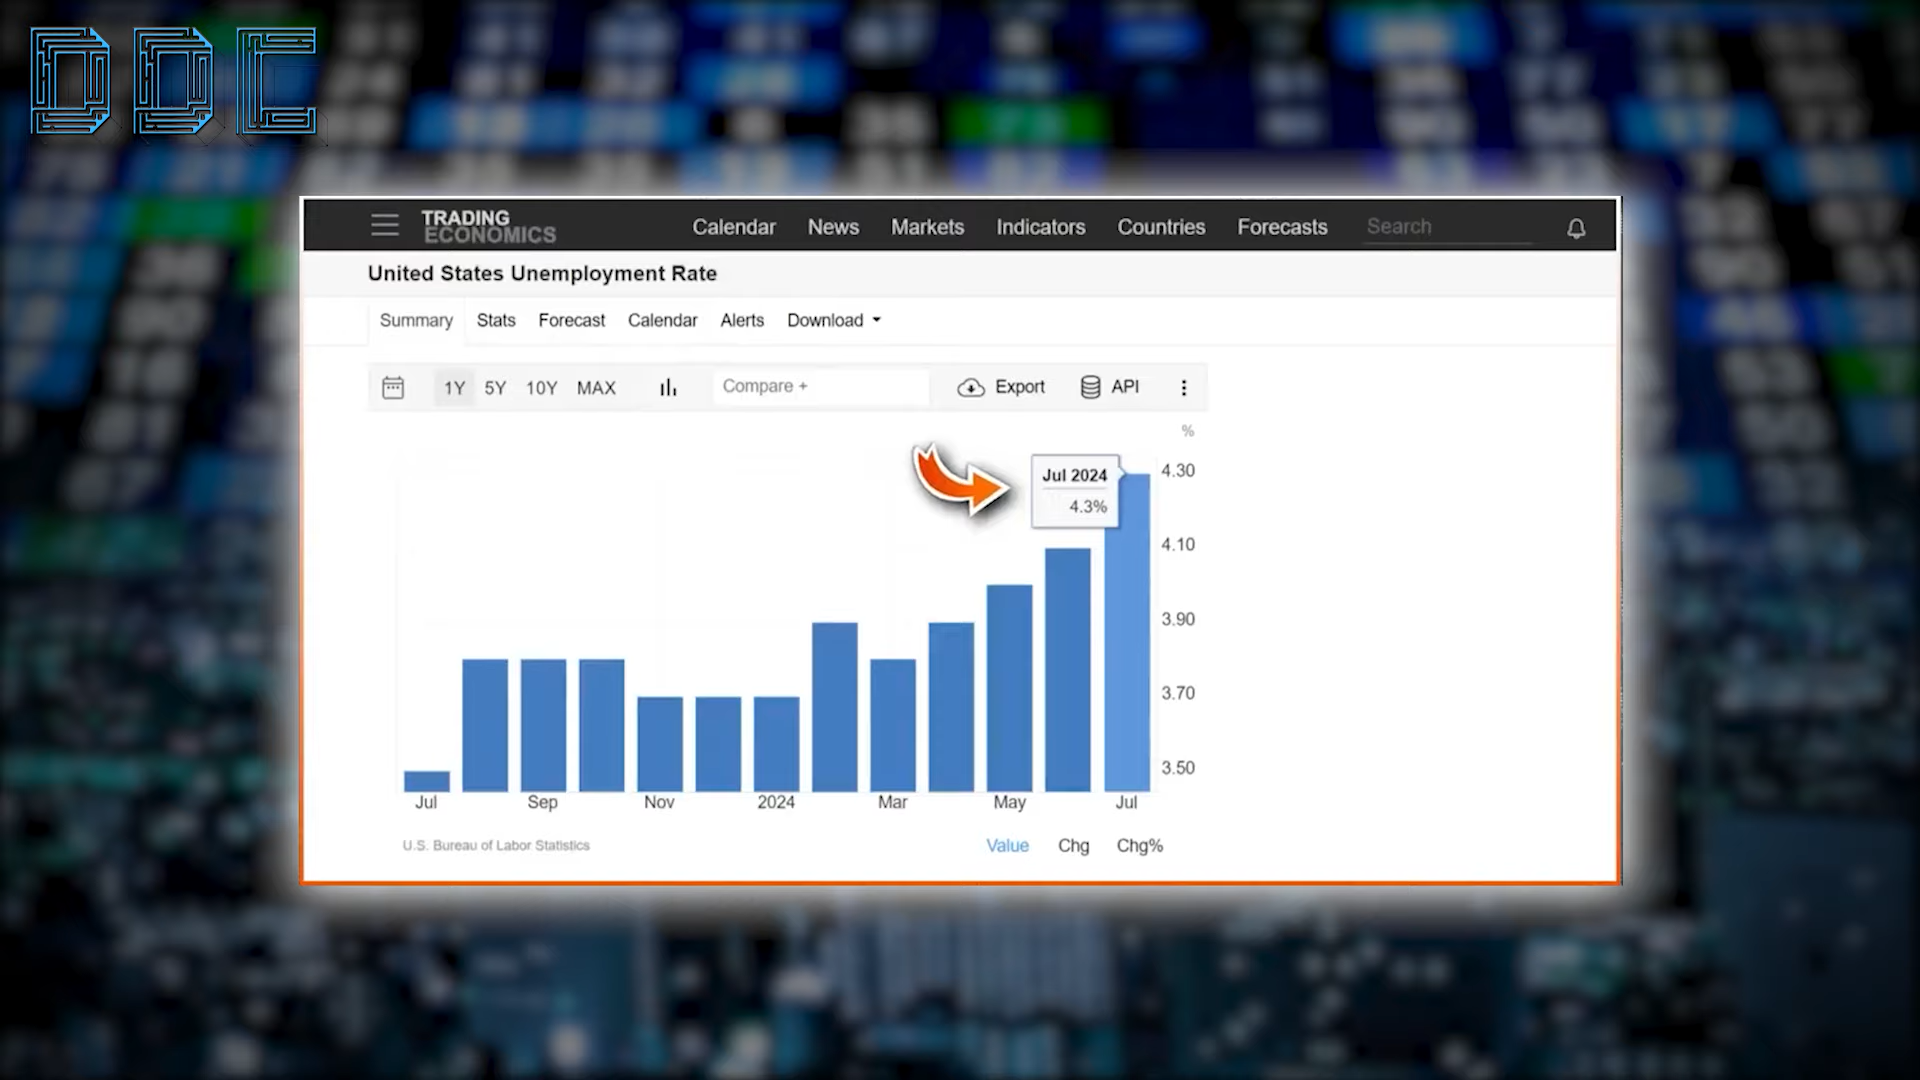 DDC
TRADING
ECONOMICS
Calendar News Markets Indicators Countries Forecasts Search
United States Unemployment Rate
Summary Stats Forecast Calendar Alerts Download
1Y 5Y 10Y MAX Compare + Export API
%
Jul 2024
4.3%
4.30
4.10
3.90
3.70
3.50
Jul Sep Nov 2024 Mar May Jul
U.S. Bureau of Labor Statistics Value Chg Chg%